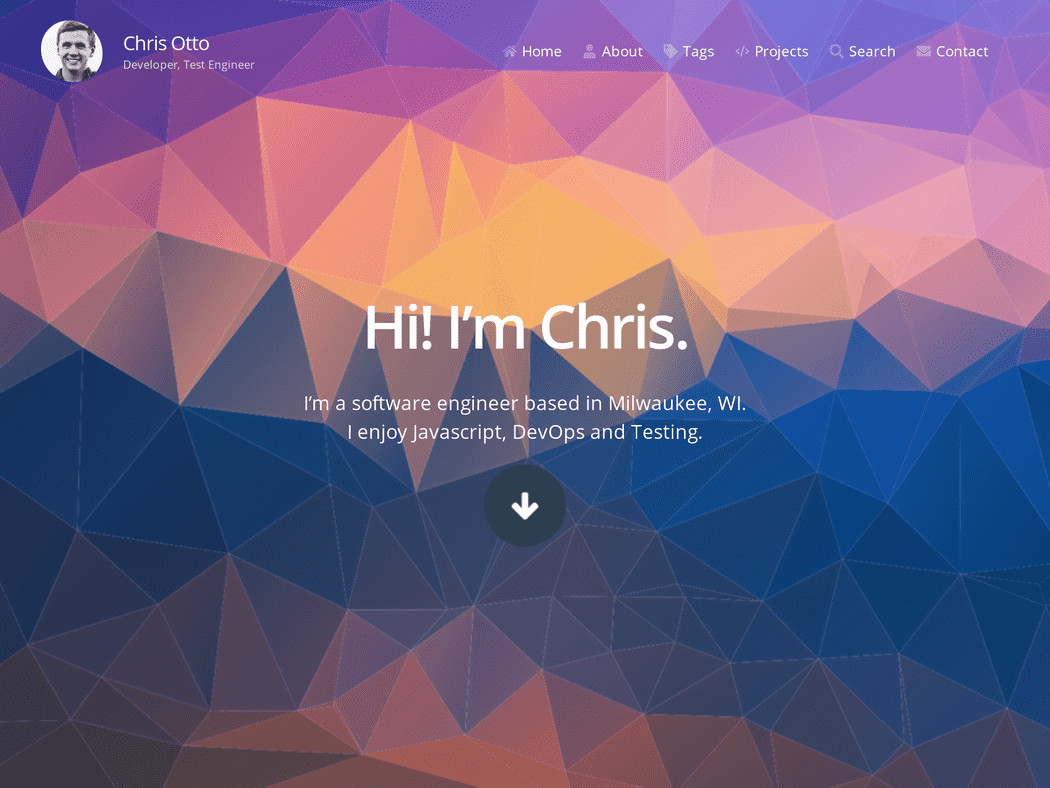 Chris Otto
Developer, Test Engineer
Home About Tags Projects Search Contact
Hi! I’m Chris.
I’m a software engineer based in Milwaukee, WI.
I enjoy Javascript, DevOps and Testing.